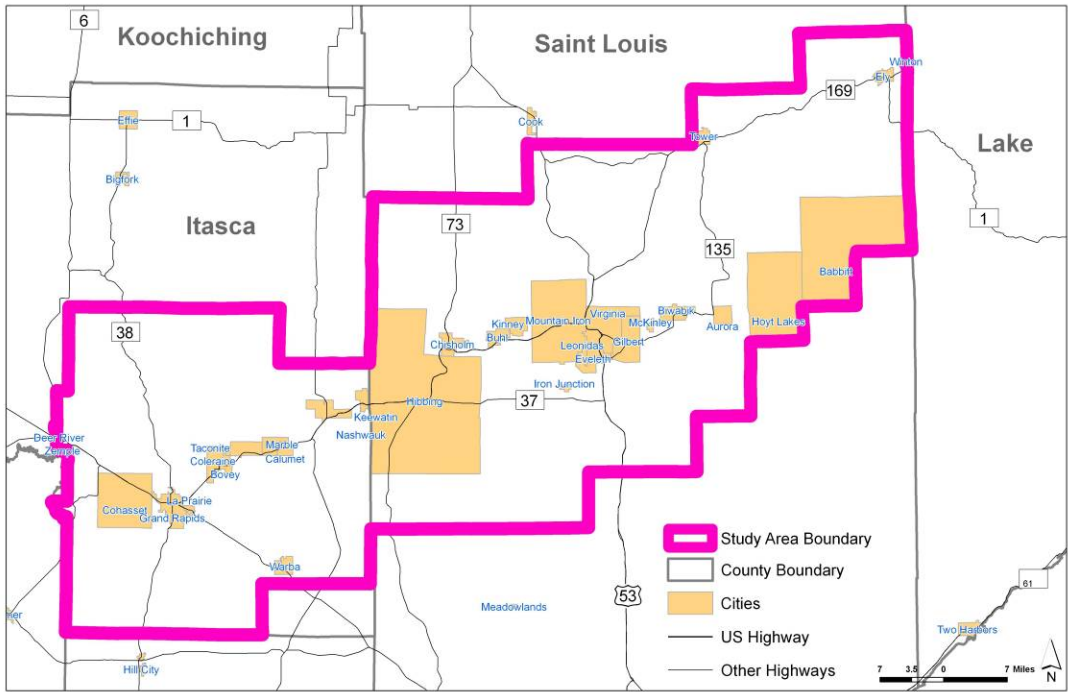 6
Koochiching
Saint Louis
Winton
Ely
169
Effie
1
Cook
Tower
Lake
Bigfork
Itasca
73
1
135
Babbitt
38
Kinney
Mountain Iron
Virginia
Biwabik
McKinley
Aurora
Hoyt Lakes
Chisholm
Buhl
Leonidas
Gilbert
Eveleth
Iron Junction
Hibbing
37
Keewatin
Nashwauk
Deer River
Zemple
Taconite
Marble
Coleraine
Calumet
Bovey
La Prairie
Cohasset
Grand Rapids
Warba
Meadowlands
53
61
Two Harbors
Hill City
Study Area Boundary
County Boundary
Cities
US Highway
Other Highways
7 3.5 0 7 Miles
N